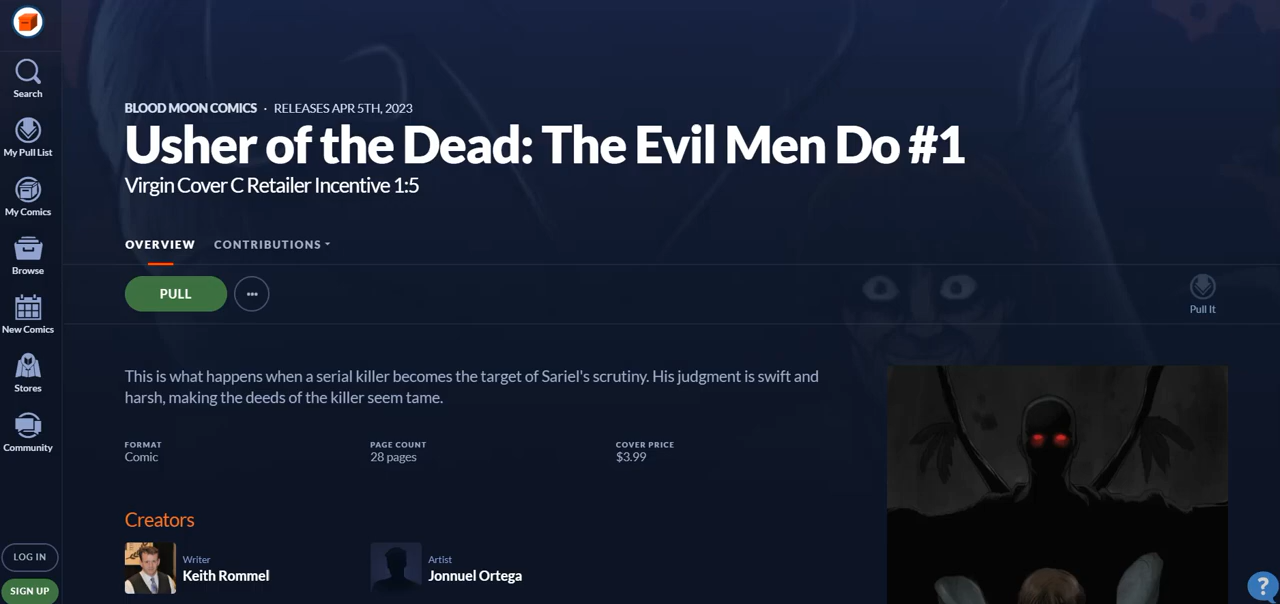 BLOOD MOON COMICS · RELEASES APR 5TH, 2023
Usher of the Dead: The Evil Men Do #1
Virgin Cover C Retailer Incentive 1:5
OVERVIEW CONTRIBUTIONS
PULL ...
Pull It
This is what happens when a serial killer becomes the target of Sariel's scrutiny. His judgment is swift and
harsh, making the deeds of the killer seem tame.
FORMAT PAGE COUNT COVER PRICE
Comic 28 pages $3.99
Creators
Writer
Keith Rommel
Artist
Jonnuel Ortega
Search
My Pull List
My Comics
Browse
New Comics
Stores
Community
LOG IN
SIGN UP
?